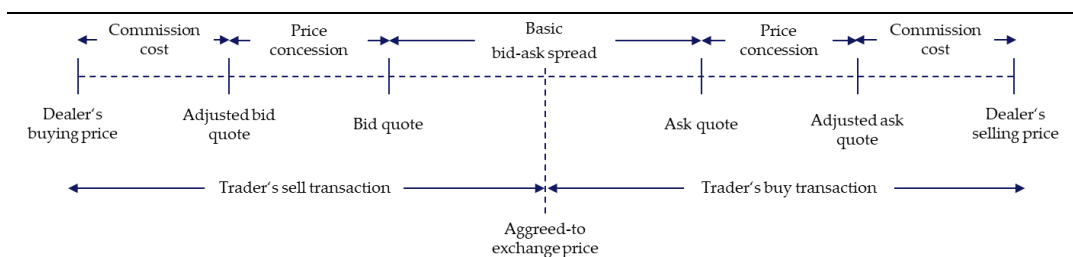 Commission
cost
Price
concession
Basic
bid-ask spread
Price
concession
Commission
cost
Dealer‘s
buying price
Adjusted bid
quote
Bid quote
Ask quote
Adjusted ask
quote
Dealer‘s
selling price
Trader‘s sell transaction
Trader‘s buy transaction
Aggreed-to
exchange price